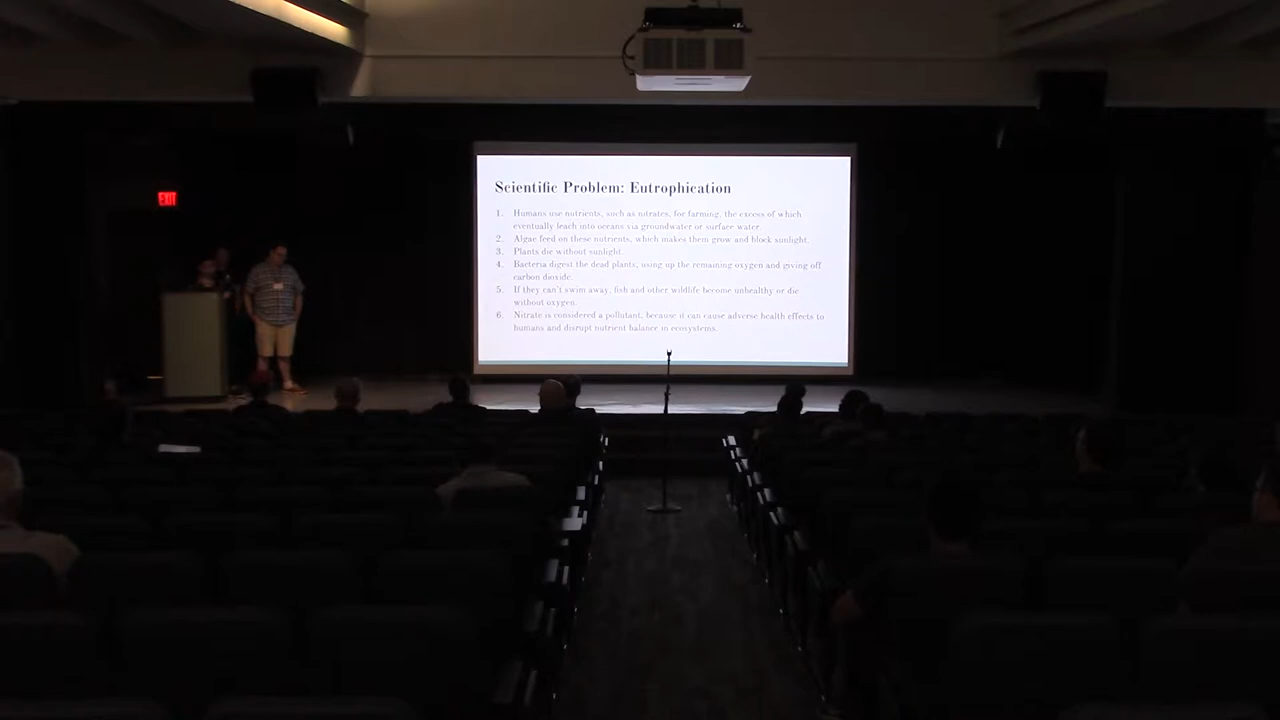 EXIT
Scientific Problem: Eutrophication
1. Humans use nutrients, such as nitrates, for farming, the excess of which
eventually leach into oceans via groundwater or surface water.
2. Algae feed on these nutrients, which makes them grow and block sunlight.
3. Plants die without sunlight.
4. Bacteria digest the dead plants, using up the remaining oxygen and giving off
carbon dioxide.
5. If they can't swim away, fish and other wildlife become unhealthy or die
without oxygen.
6. Nitrate is considered a pollutant, because it can cause adverse health effects to
humans and disrupt nutrient balance in ecosystems.